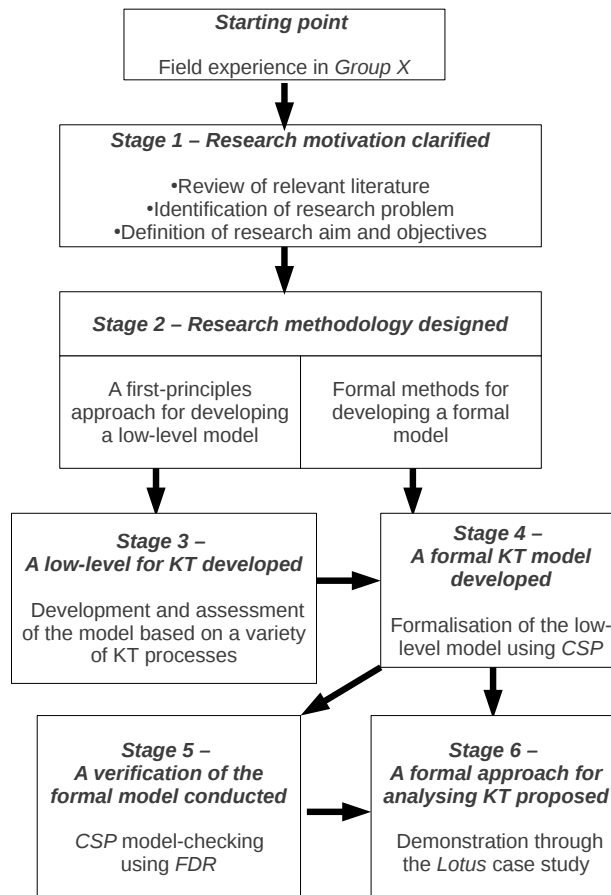 Starting point
Field experience in Group X
Stage 1 – Research motivation clarified
•Review of relevant literature
•Identification of research problem
•Definition of research aim and objectives
Stage 2 – Research methodology designed
A first-principles
approach for developing
a low-level model
Formal methods for
developing a formal
model
Stage 3 –
A low-level for KT developed
Development and assessment
of the model based on a variety
of KT processes
Stage 4 –
A formal KT model
developed
Formalisation of the low-
level model using CSP
Stage 5 –
A verification of the
formal model conducted
CSP model-checking
using FDR
Stage 6 –
A formal approach for
analysing KT proposed
Demonstration through
the Lotus case study